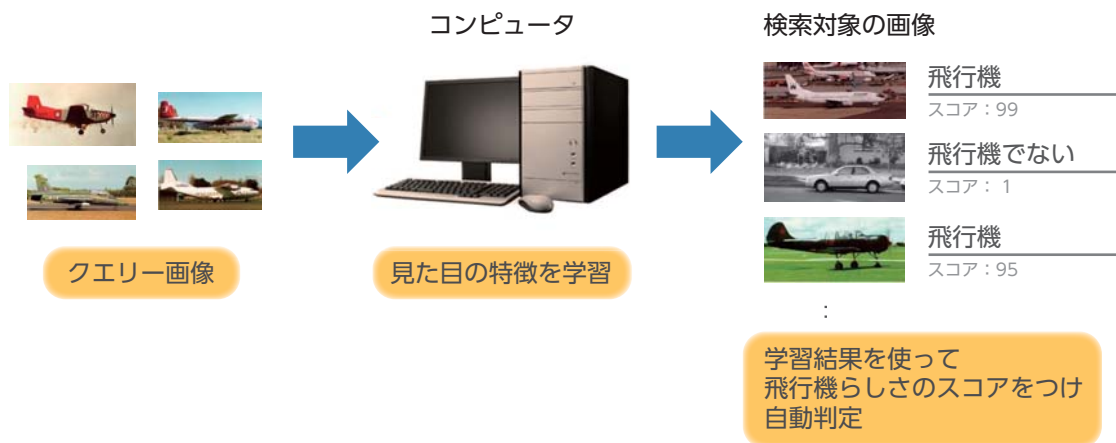 コンピュータ
検索対象の画像
飛行機
スコア：99
飛行機でない
スコア： 1
飛行機
スコア：95
：
クエリー画像
見た目の特徴を学習
学習結果を使って
飛行機らしさのスコアをつけ
自動判定